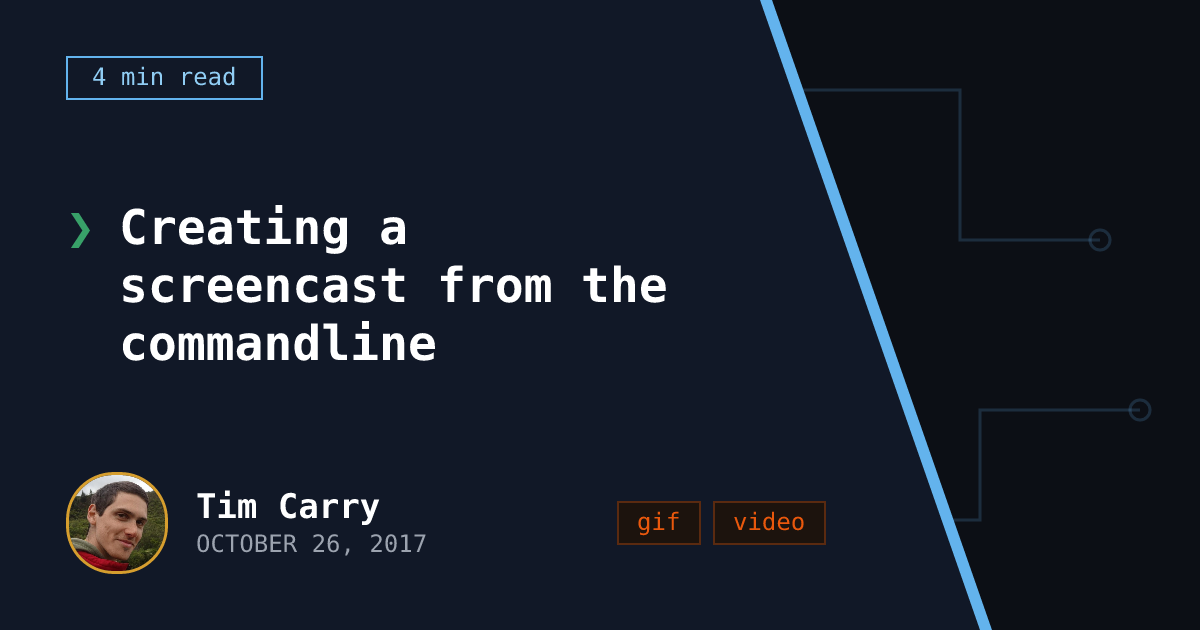 4 min read
❯ Creating a
screencast from the
commandline
Tim Carry
OCTOBER 26, 2017
gif video